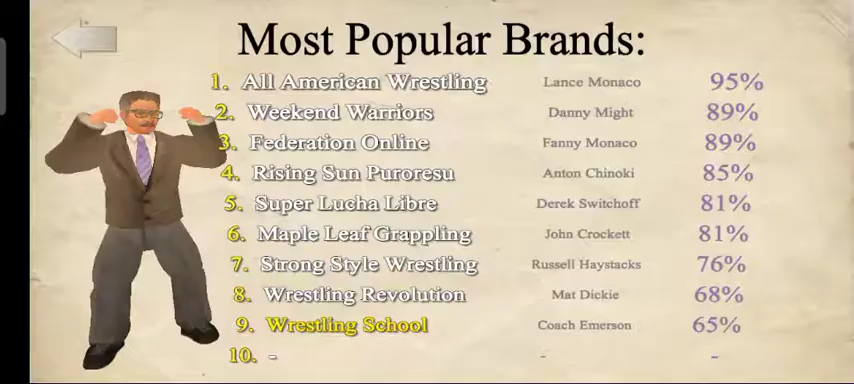 Most Popular Brands:
1. All American Wrestling Lance Monaco 95%
2. Weekend Warriors Danny Might 89%
3. Federation Online Fanny Monaco 89%
4. Rising Sun Puroresu Anton Chinoki 85%
5. Super Lucha Libre Derek Switchoff 81%
6. Maple Leaf Grappling John Crockett 81%
7. Strong Style Wrestling Russell Haystacks 76%
8. Wrestling Revolution Mat Dickie 68%
9. Wrestling School Coach Emerson 65%
10. - - -